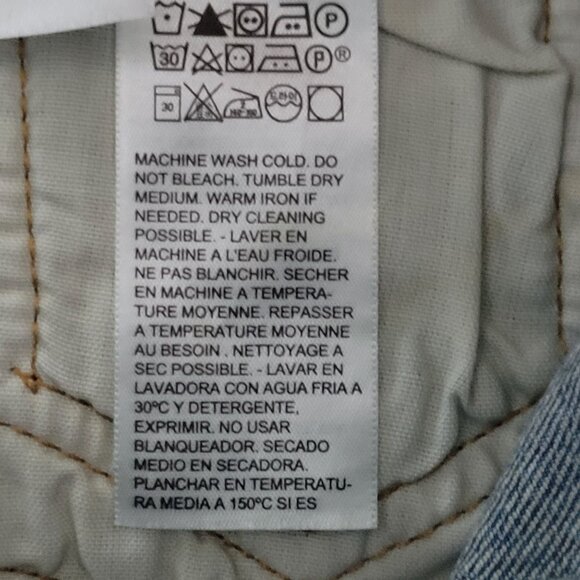 P
30 P ®
30
MACHINE WASH COLD. DO
NOT BLEACH. TUMBLE DRY
MEDIUM. WARM IRON IF
NEEDED. DRY CLEANING
POSSIBLE. - LAVER EN
MACHINE A L'EAU FROIDE.
NE PAS BLANCHIR. SECHER
EN MACHINE A TEMPERA-
TURE MOYENNE. REPASSER
A TEMPERATURE MOYENNE
AU BESOIN . NETTOYAGE A
SEC POSSIBLE. - LAVAR EN
LAVADORA CON AGUA FRIA A
30ºC Y DETERGENTE,
EXPRIMIR. NO USAR
BLANQUEADOR. SECADO
MEDIO EN SECADORA.
PLANCHAR EN TEMPERATU-
RA MEDIA A 150ºC SI ES